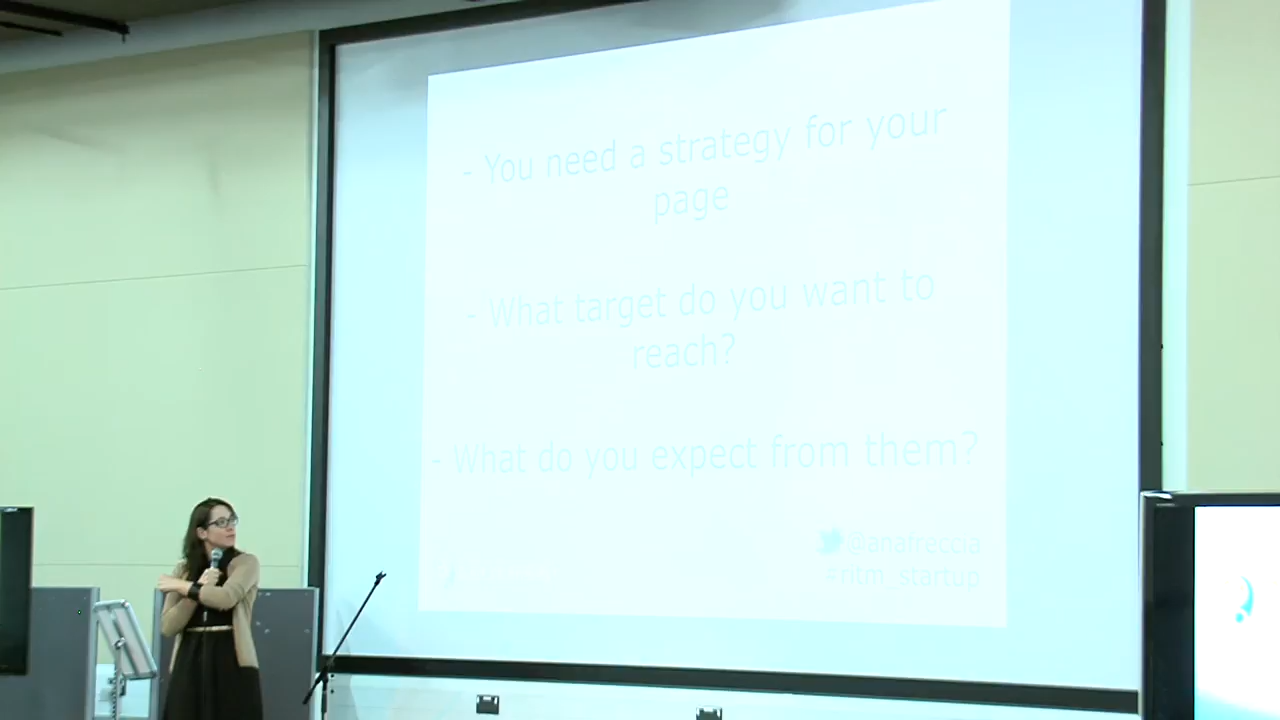 - You need a strategy for your
page
- What target do you want to
reach?
- What do you expect from them?
@anafreccia
#ritm_startup